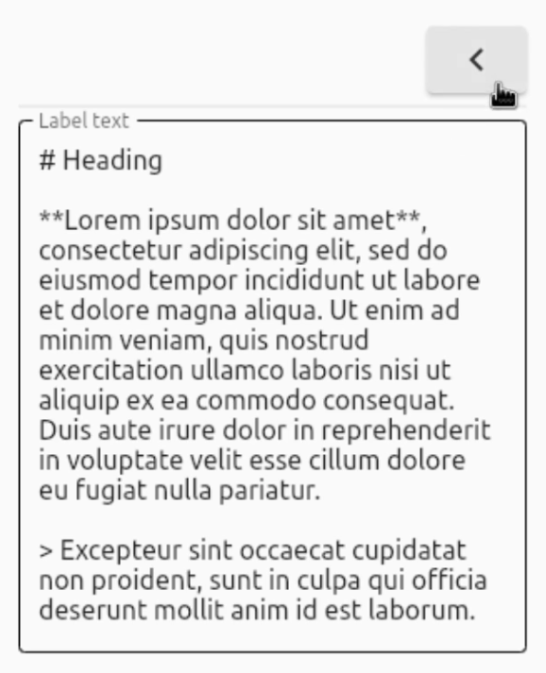 Label text
# Heading
**Lorem ipsum dolor sit amet**,
consectetur adipiscing elit, sed do
eiusmod tempor incididunt ut labore
et dolore magna aliqua. Ut enim ad
minim veniam, quis nostrud
exercitation ullamco laboris nisi ut
aliquip ex ea commodo consequat.
Duis aute irure dolor in reprehenderit
in voluptate velit esse cillum dolore
eu fugiat nulla pariatur.
> Excepteur sint occaecat cupidatat
non proident, sunt in culpa qui officia
deserunt mollit anim id est laborum.